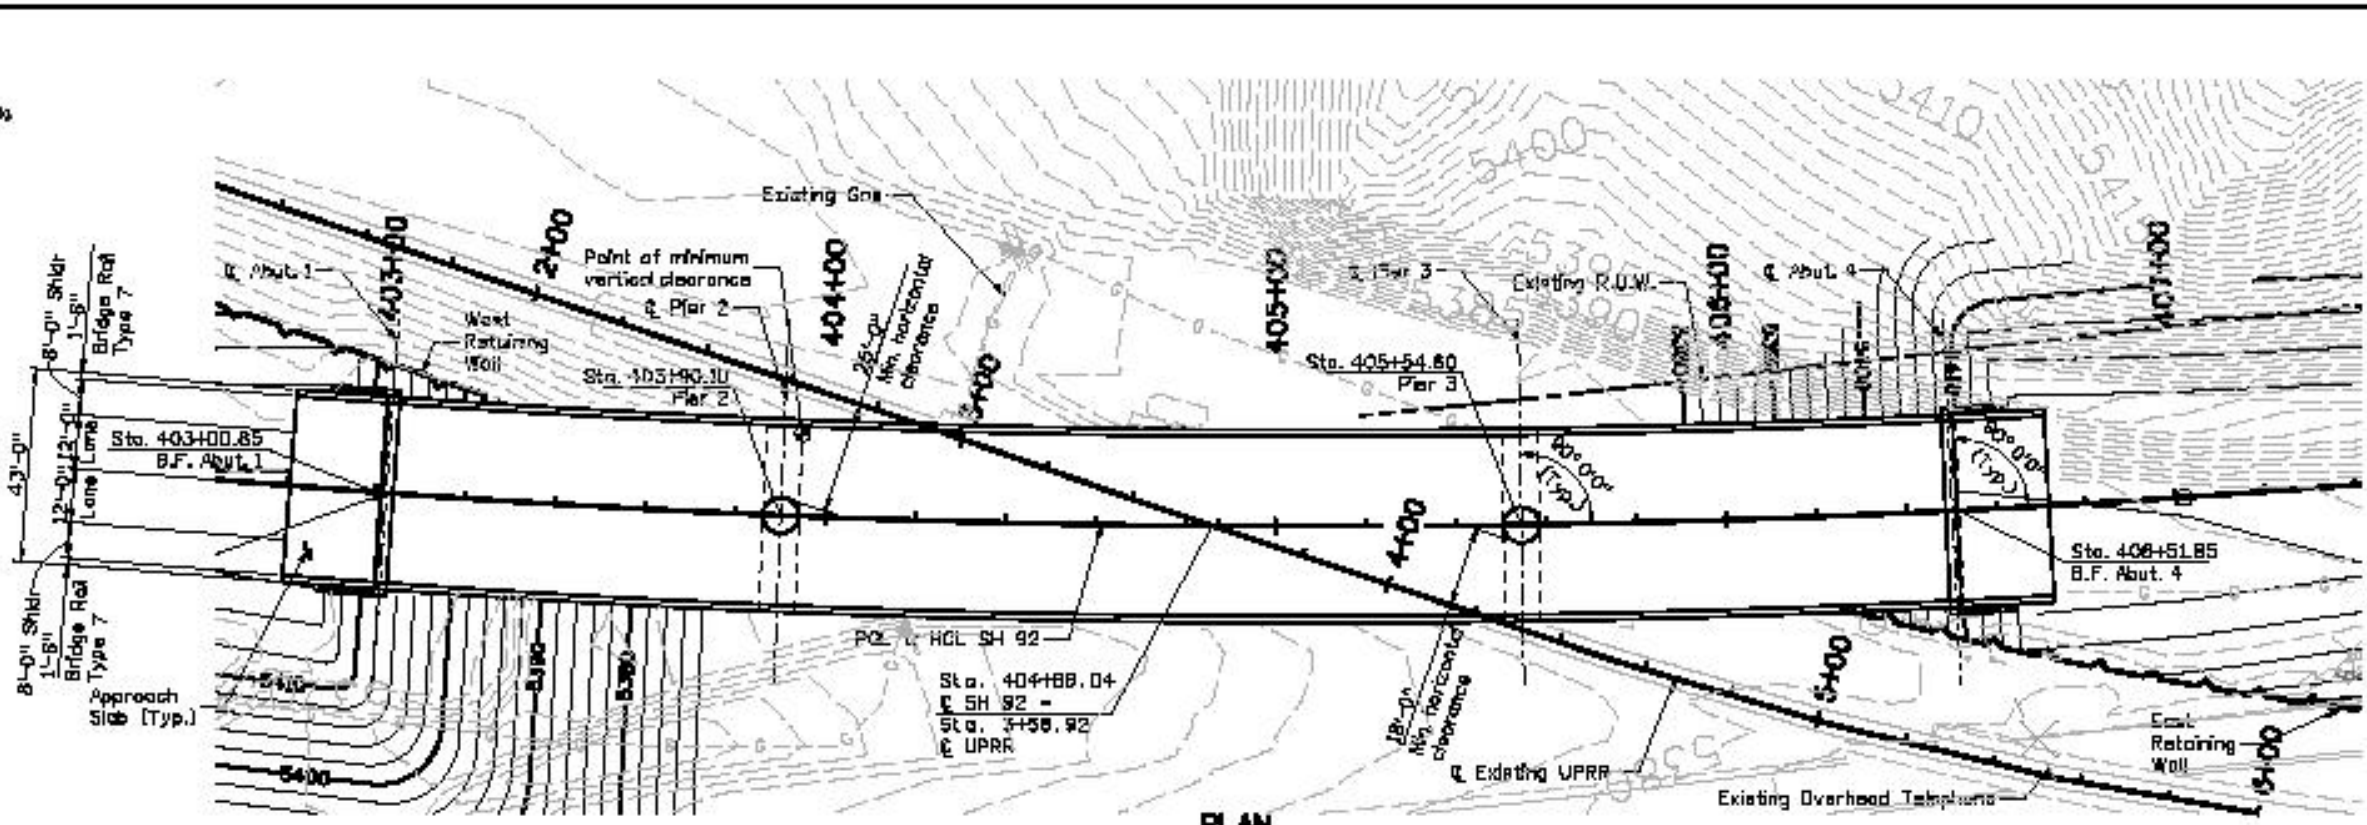 5400
5410
5410
Existing Gas
403+00
2+00
Point of minimum
vertical clearance
℄ Pier 2
404+00
25'-0"
Min. horizontal
clearance
405+00
℄ Pier 3
Existing R.O.W.
406+00
℄ Abut. 4
407+00
℄ Abut. 1
West
Retaining
Wall
3+00
5390
8'-0" Shldr
1'-6"
Bridge Rail
Type 7
Pier 2
Sta. 405+54.60
Pier 3
43'-0"
12'-0"
Lane
12'-0"
Lane
Sta. 403+00.85
B.F. Abut. 1
90°0'0"
(Typ.)
90°0'0"
(Typ.)
4+00
Sta. 406+51.85
B.F. Abut. 4
8'-0" Shldr
1'-6"
Bridge Rail
Type 7
Approach
Slab (Typ.)
5410
5400
5390
5380
HCL SH 92
Sta. 404+88.04
℄ SH 92 =
Sta. 3+58.92
℄ UPRR
18'-0"
Min. horizontal
clearance
℄ Existing UPRR
5380
5+00
Existing Overhead Telephone
East
Retaining
Wall
6+00
PLAN